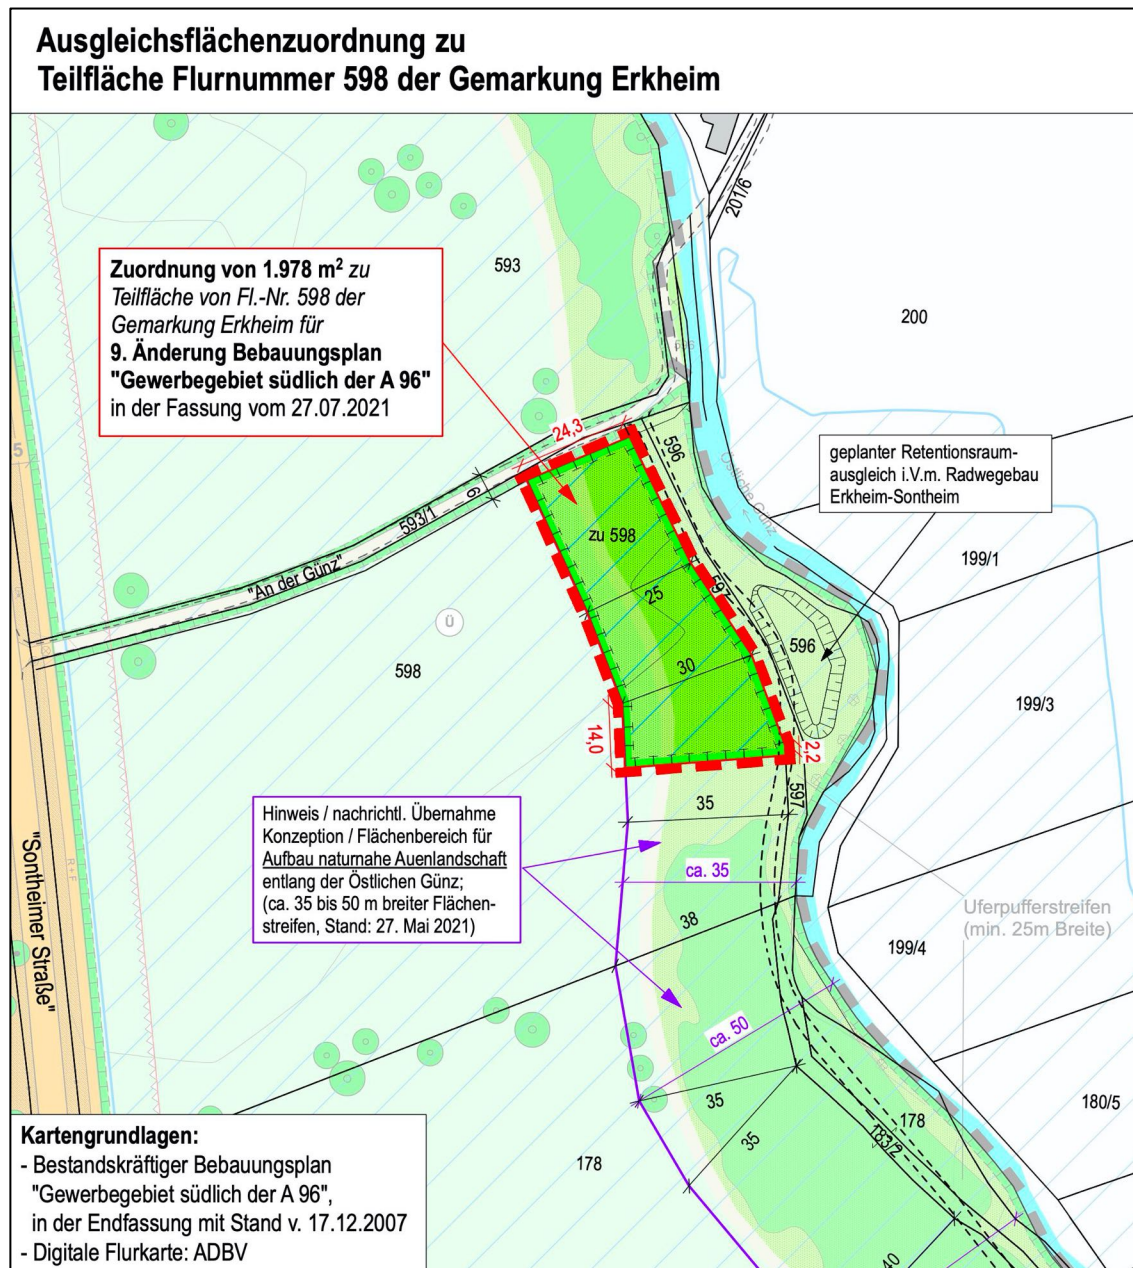 Ausgleichsflächenzuordnung zu
Teilfläche Flurnummer 598 der Gemarkung Erkheim
201/6
593
Zuordnung von 1.978 m² zu
Teilfläche von Fl.-Nr. 598 der
Gemarkung Erkheim für
9. Änderung Bebauungsplan
"Gewerbegebiet südlich der A 96"
in der Fassung vom 27.07.2021
200
596
24,3
596
5
geplanter Retentionsraum-
ausgleich i.V.m. Radwegebau
Erkheim-Sontheim
Östliche Günz
6
593/1
zu 598
199/1
"An der Günz"
597
25
Ü
596
598
30
199/3
14,0
2,2
597
35
Hinweis / nachrichtl. Übernahme
Konzeption / Flächenbereich für
Aufbau naturnahe Auenlandschaft
entlang der Östlichen Günz;
(ca. 35 bis 50 m breiter Flächen-
streifen, Stand: 27. Mai 2021)
"Sontheimer Straße"
R + F
ca. 35
38
Uferpufferstreifen
(min. 25m Breite)
199/4
ca. 50
35
180/5
178
183/2
35
178
40
Kartengrundlagen:
- Bestandskräftiger Bebauungsplan
"Gewerbegebiet südlich der A 96",
in der Endfassung mit Stand v. 17.12.2007
- Digitale Flurkarte: ADBV